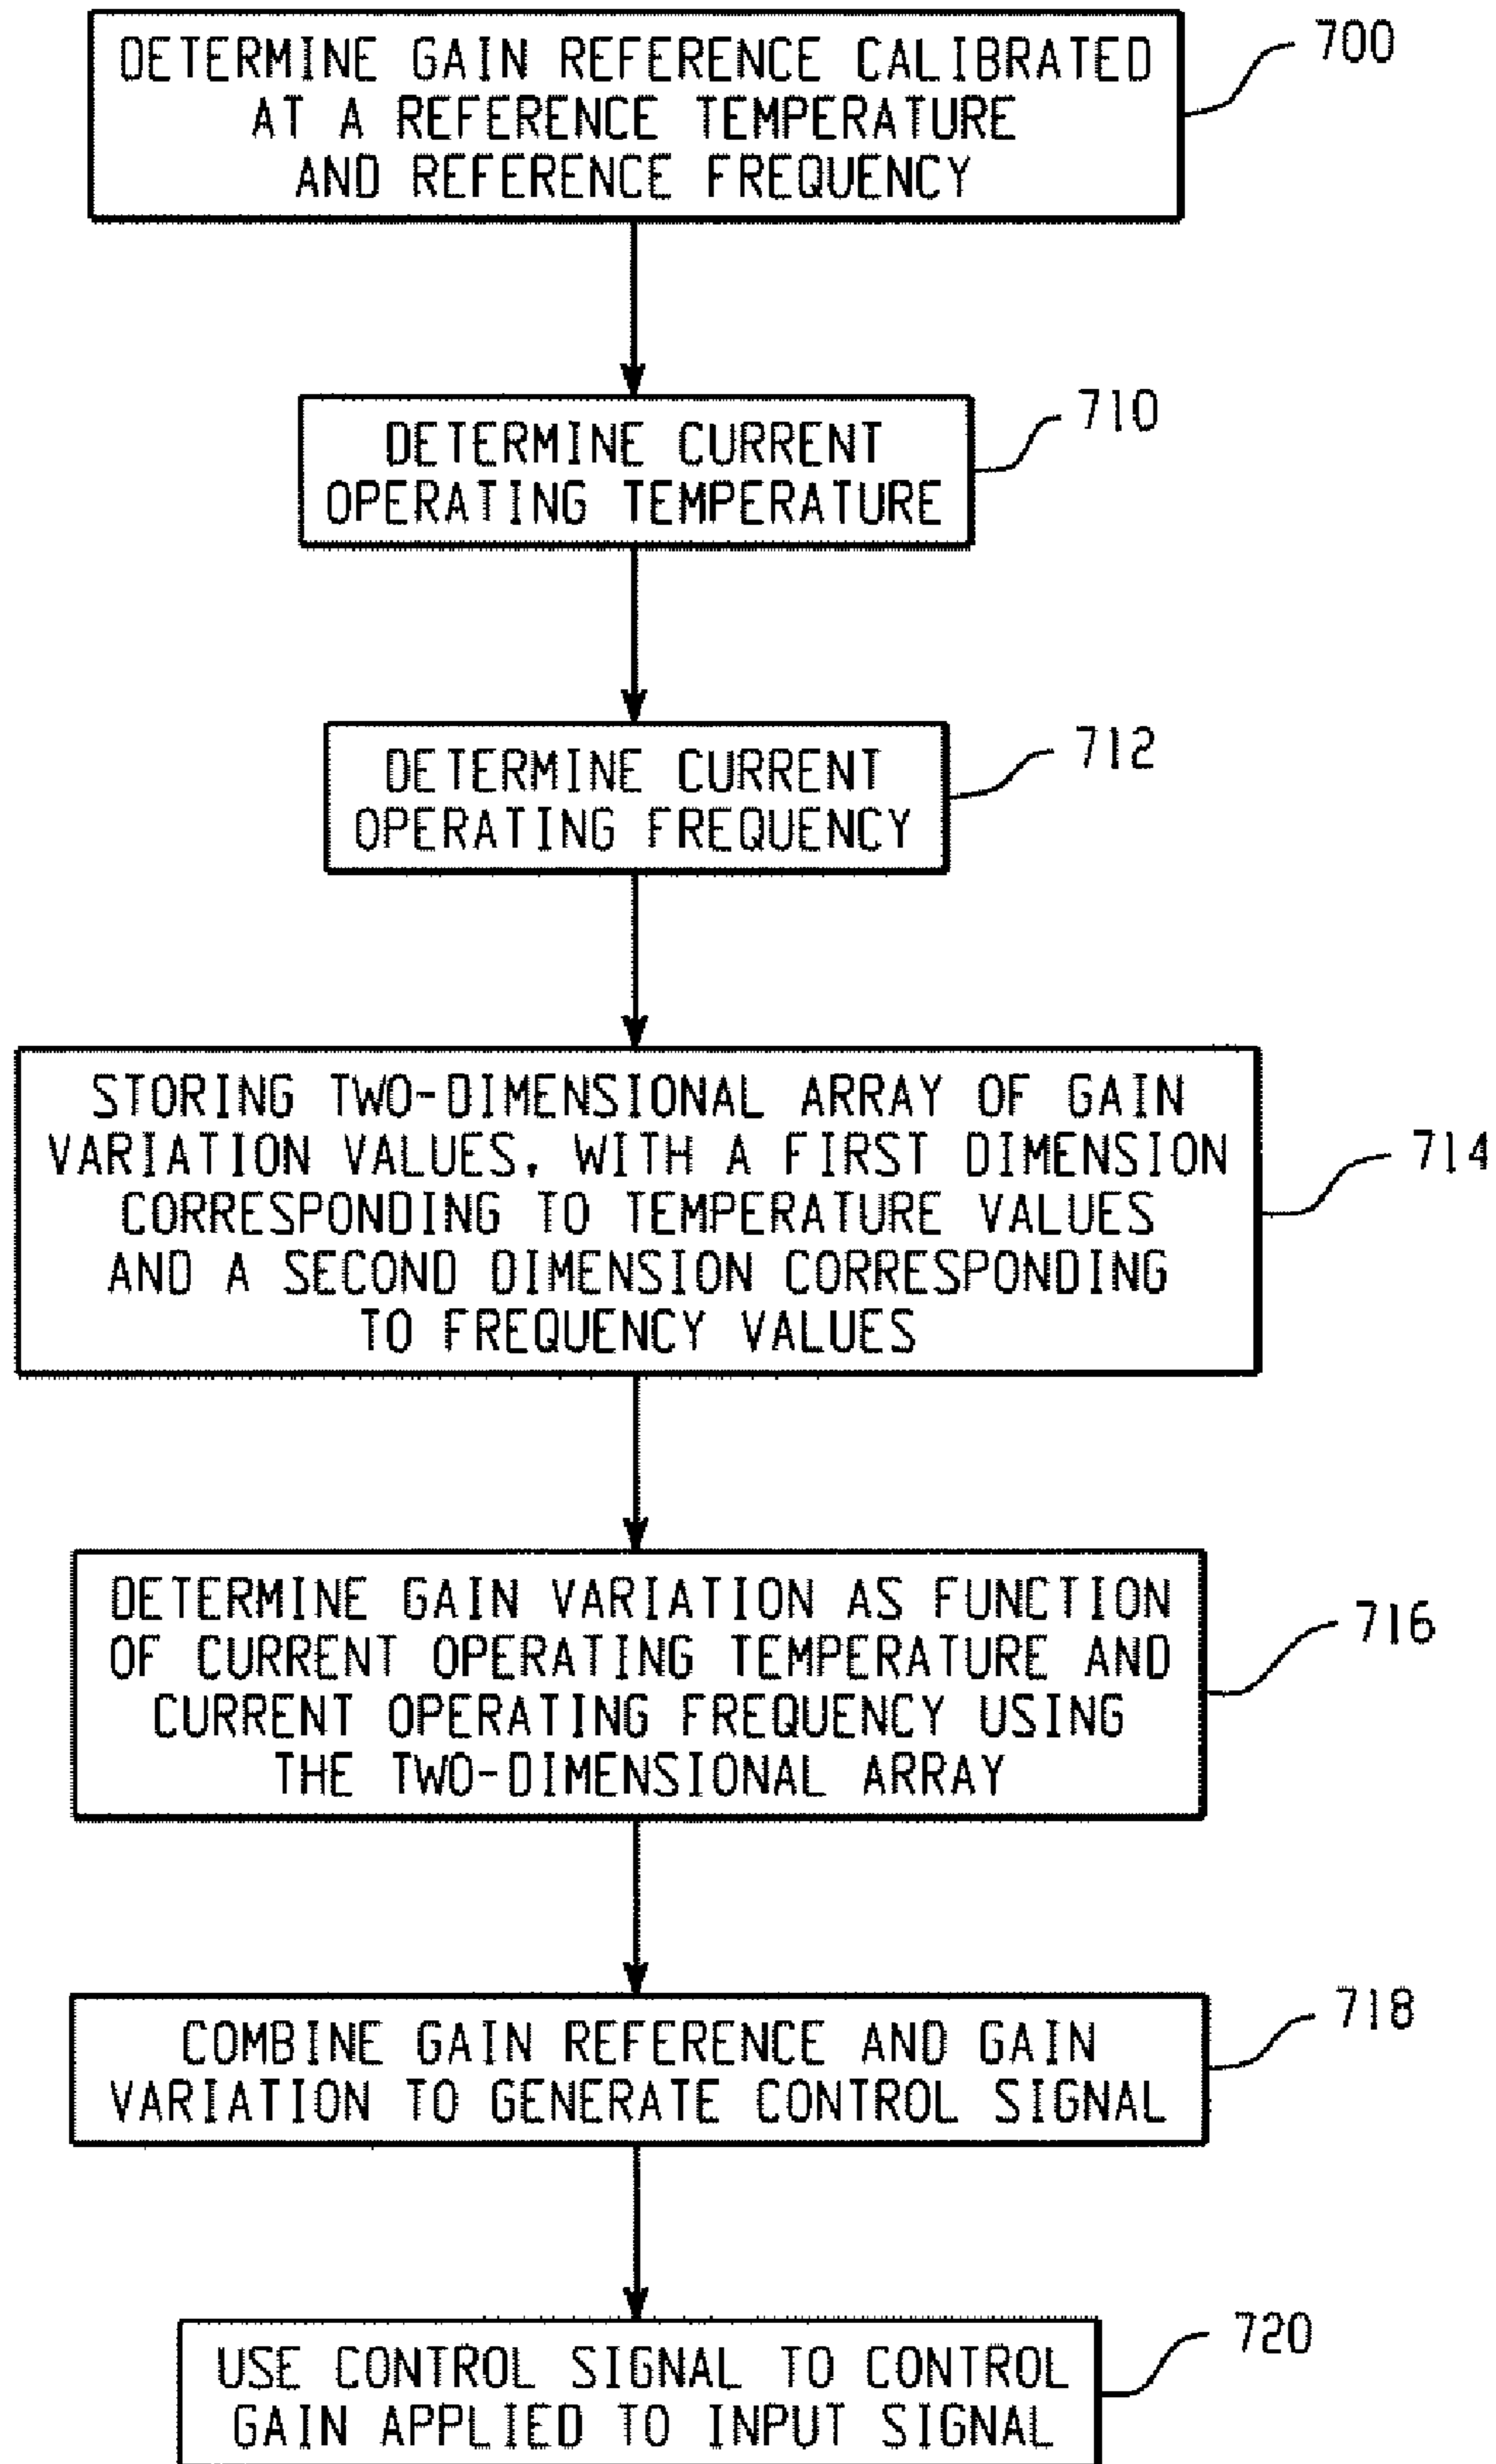 DETERMINE GAIN REFERENCE CALIBRATED
AT A REFERENCE TEMPERATURE
AND REFERENCE FREQUENCY
700
DETERMINE CURRENT
OPERATING TEMPERATURE
710
DETERMINE CURRENT
OPERATING FREQUENCY
712
STORING TWO-DIMENSIONAL ARRAY OF GAIN
VARIATION VALUES, WITH A FIRST DIMENSION
CORRESPONDING TO TEMPERATURE VALUES
AND A SECOND DIMENSION CORRESPONDING
TO FREQUENCY VALUES
714
DETERMINE GAIN VARIATION AS FUNCTION
OF CURRENT OPERATING TEMPERATURE AND
CURRENT OPERATING FREQUENCY USING
THE TWO-DIMENSIONAL ARRAY
716
COMBINE GAIN REFERENCE AND GAIN
VARIATION TO GENERATE CONTROL SIGNAL
718
USE CONTROL SIGNAL TO CONTROL
GAIN APPLIED TO INPUT SIGNAL
720